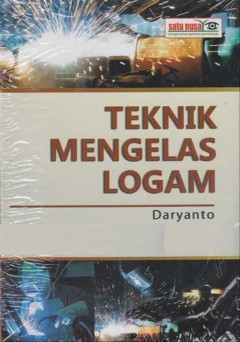 satu nusa
TEKNIK
MENGELAS
LOGAM
Daryanto